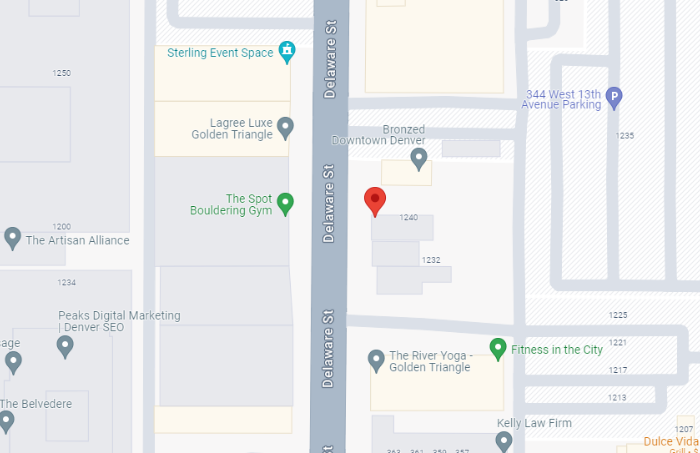 1250
Sterling Event Space
Delaware St
Lagree Luxe
Golden Triangle
344 West 13th
Avenue Parking
Bronzed
Downtown Denver
1235
The Spot
Bouldering Gym
Delaware St
1240
1200
The Artisan Alliance
1232
1234
Peaks Digital Marketing
| Denver SEO
Delaware St
1225
1221
Fitness in the City
The River Yoga -
Golden Triangle
1217
1213
The Belvedere
Kelly Law Firm
1207
Dulce Vida